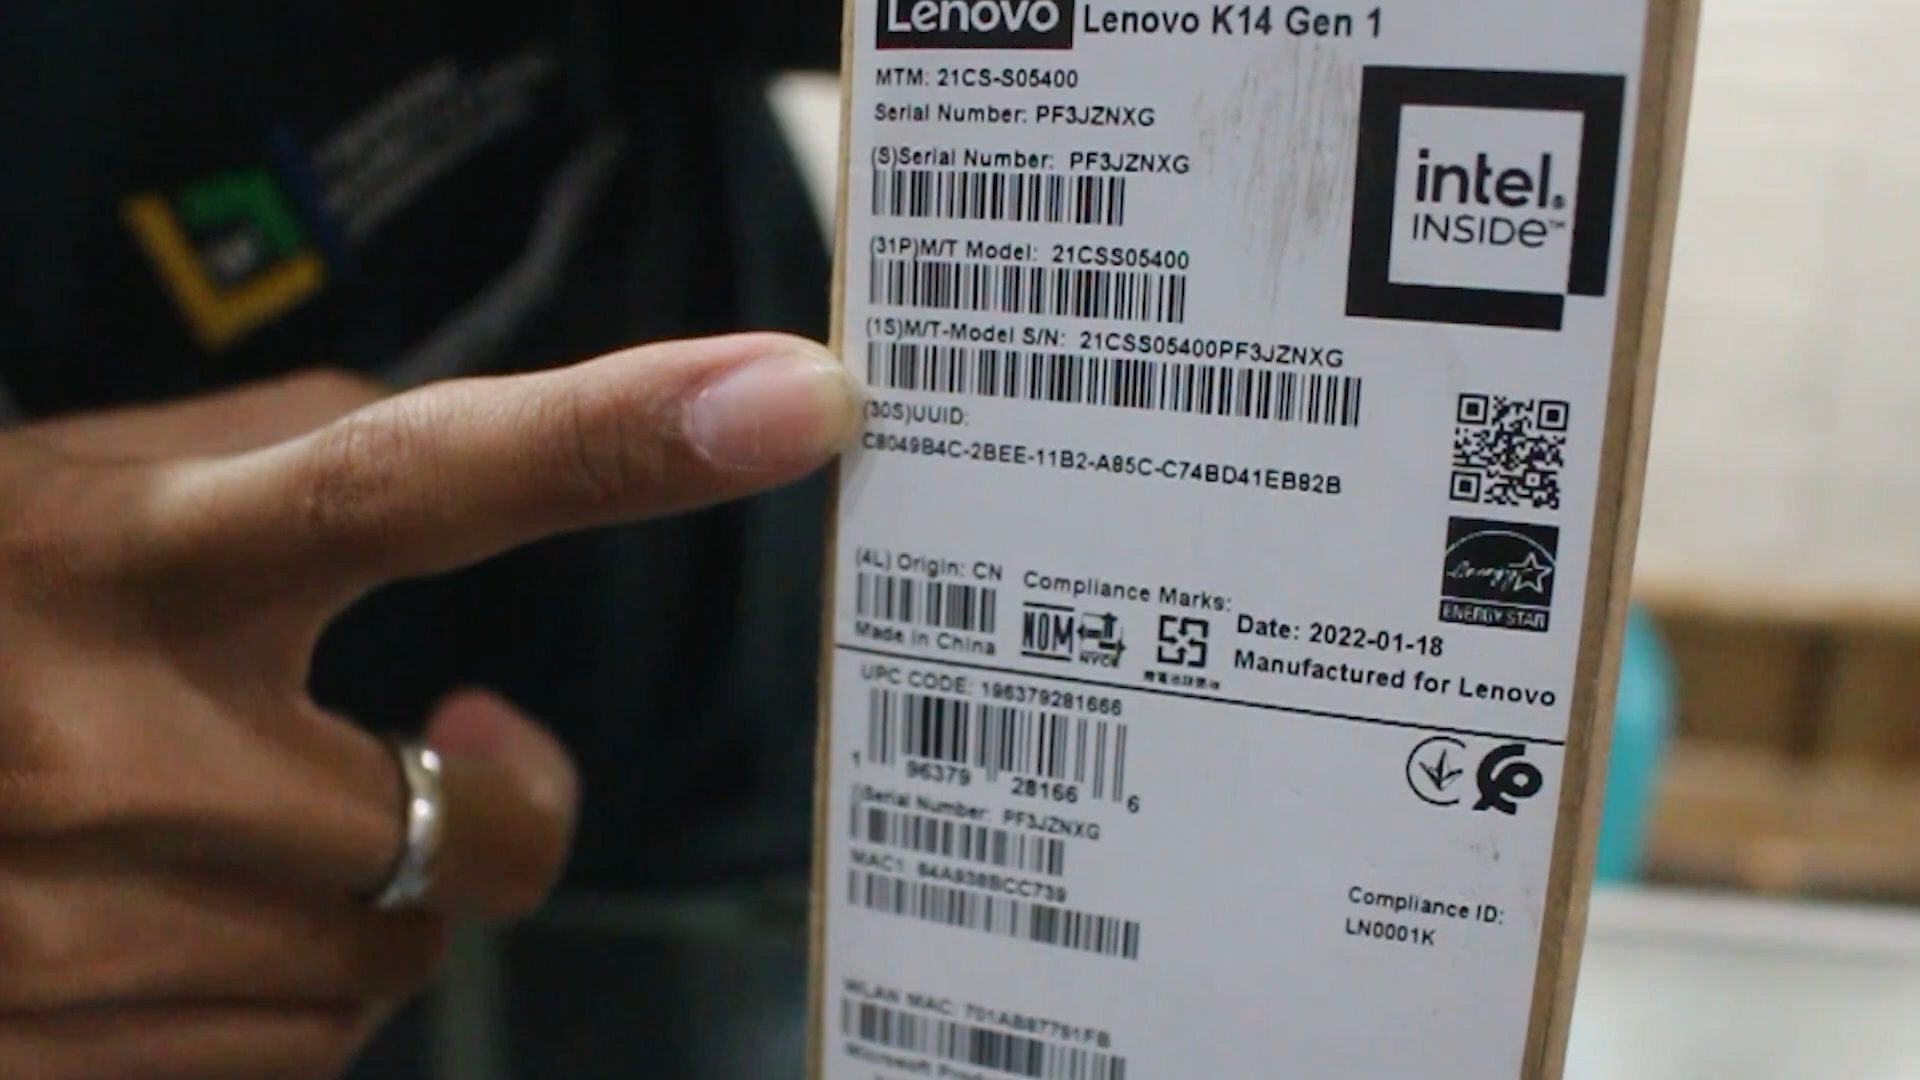 Lenovo Lenovo K14 Gen 1
MTM: 21CS-S05400
Serial Number: PF3JZNXG
(S)Serial Number: PF3JZNXG
(31P)M/T Model: 21CSS05400
(1S)M/T-Model S/N: 21CSS05400PF3JZNXG
(30S)UUID:
C8049B4C-2BEE-11B2-A85C-C74BD41EB82B
intel.
INSIDE™
ENERGY STAR
(4L) Origin: CN
Made in China
Compliance Marks:
NOM
NYCE
Date: 2022-01-18
Manufactured for Lenovo
UPC CODE: 196379281666
1 96379 28166 6
Serial Number: PF3JZNXG
MAC1: 84A938BCC739
WLAN MAC: 701AB87791FB
Microsoft
Compliance ID:
LN0001K